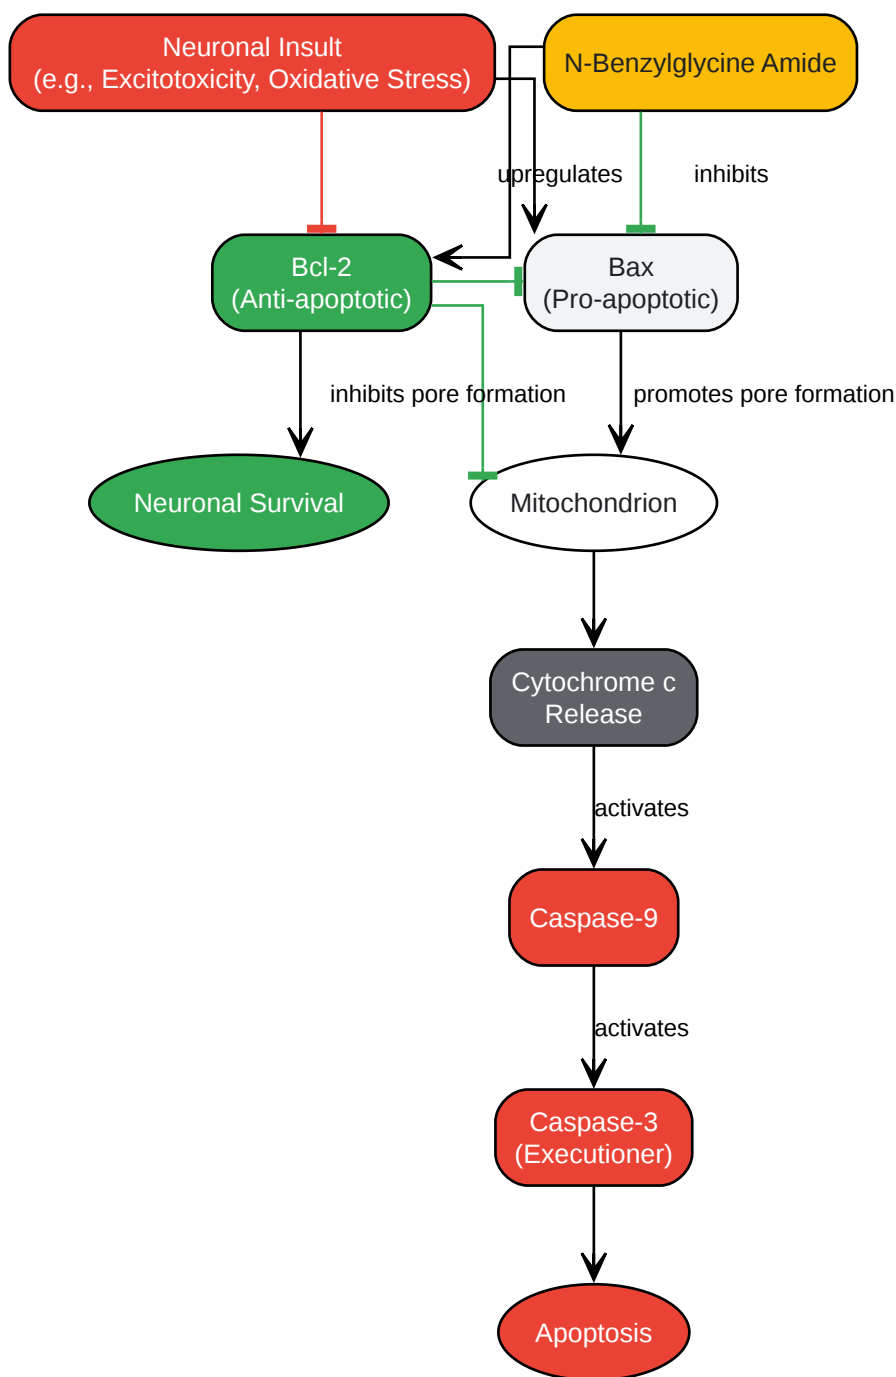 Neuronal Insult
(e.g., Excitotoxicity, Oxidative Stress)
N-Benzylglycine Amide
upregulates
inhibits
Bcl-2
(Anti-apoptotic)
Bax
(Pro-apoptotic)
inhibits pore formation
promotes pore formation
Neuronal Survival
Mitochondrion
Cytochrome c
Release
activates
Caspase-9
activates
Caspase-3
(Executioner)
Apoptosis